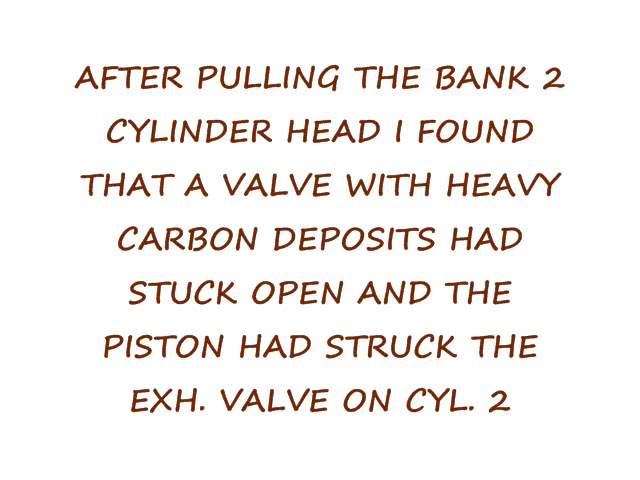 AFTER PULLING THE BANK 2
CYLINDER HEAD I FOUND
THAT A VALVE WITH HEAVY
CARBON DEPOSITS HAD
STUCK OPEN AND THE
PISTON HAD STRUCK THE
EXH. VALVE ON CYL. 2